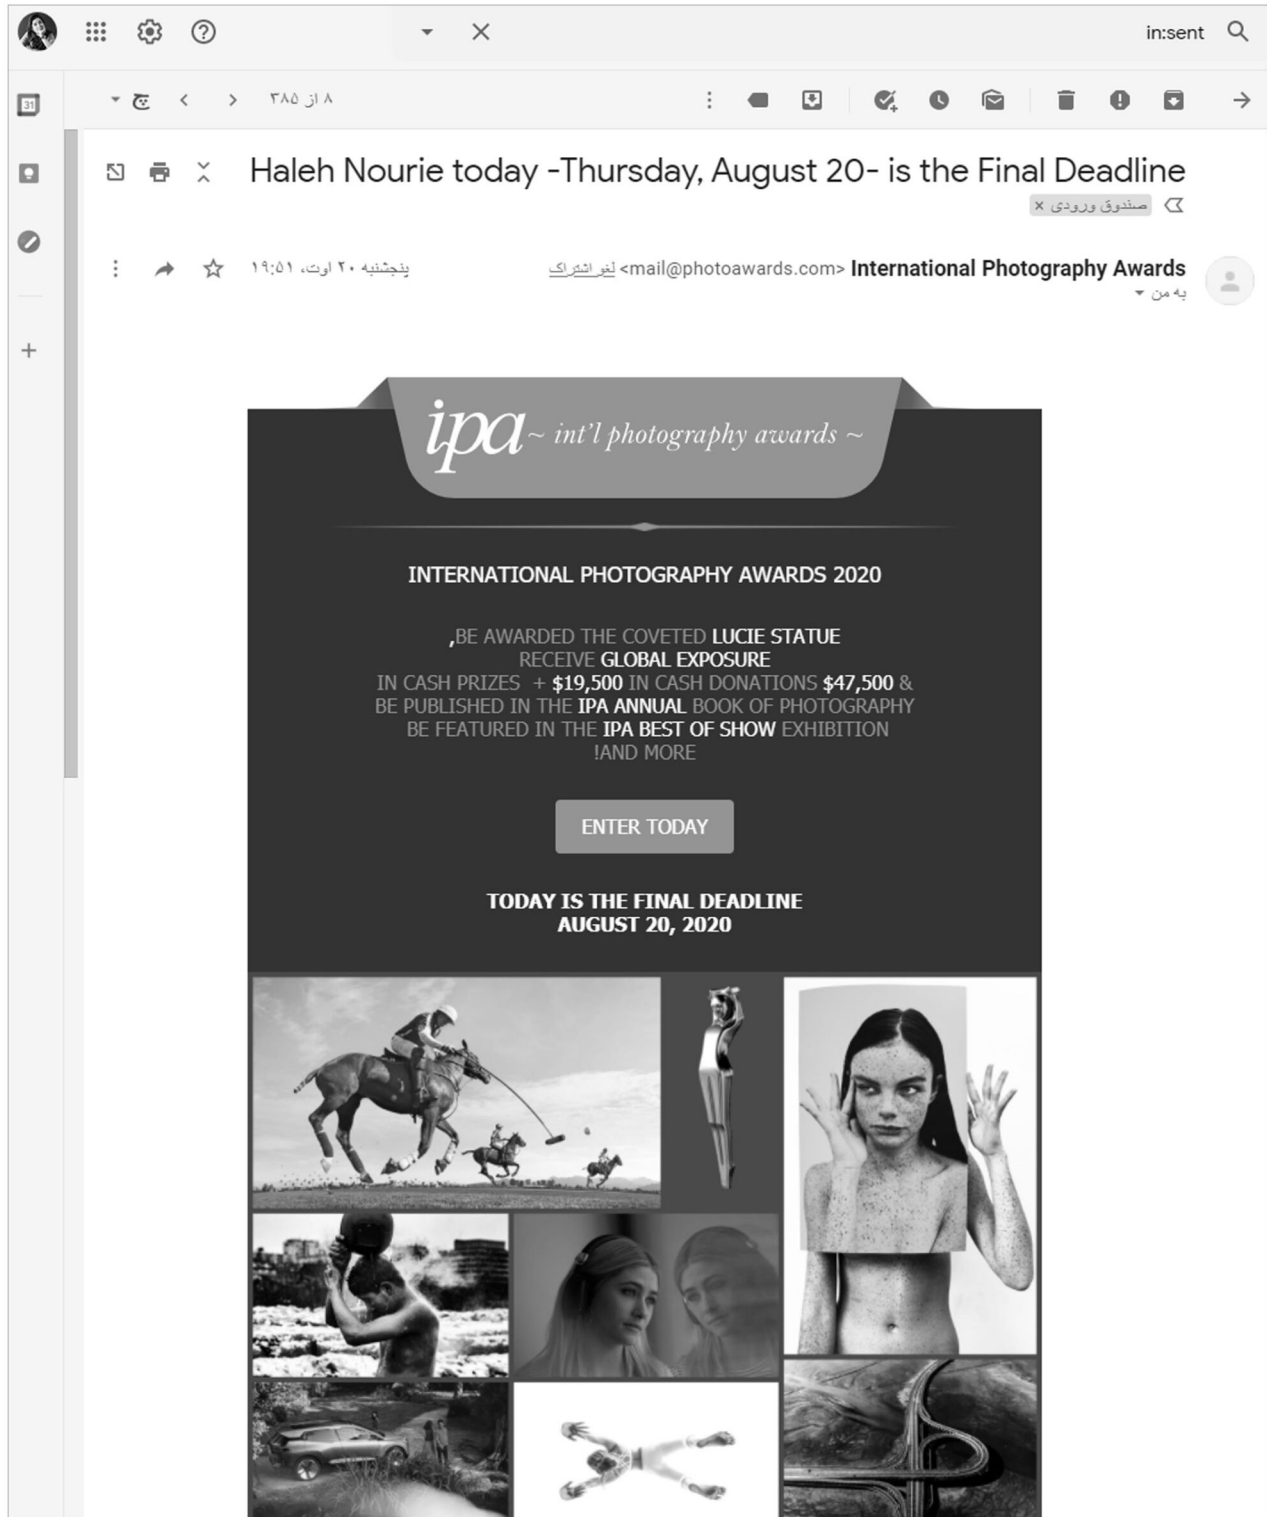 in:sent
۸ از ۳۸۵
31
Haleh Nourie today -Thursday, August 20- is the Final Deadline
صندوق ورودی ×
International Photography Awards <mail@photoawards.com> لغو اشتراک
پنجشنبه ۲۰ اوت، ۱۹:۵۱
به من
ipa ~ int'l photography awards ~
INTERNATIONAL PHOTOGRAPHY AWARDS 2020
,BE AWARDED THE COVETED LUCIE STATUE
RECEIVE GLOBAL EXPOSURE
IN CASH PRIZES + $19,500 IN CASH DONATIONS $47,500 &
BE PUBLISHED IN THE IPA ANNUAL BOOK OF PHOTOGRAPHY
BE FEATURED IN THE IPA BEST OF SHOW EXHIBITION
!AND MORE
ENTER TODAY
TODAY IS THE FINAL DEADLINE
AUGUST 20, 2020